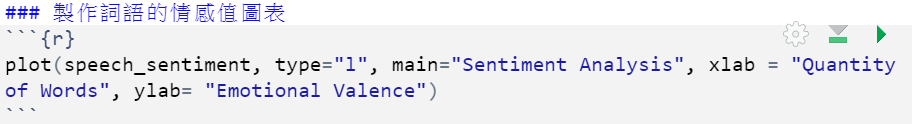 ### 製作詞語的情感值圖表
```{r}
plot(speech_sentiment, type="l", main="Sentiment Analysis", xlab = "Quantity
of Words", ylab= "Emotional Valence")
```